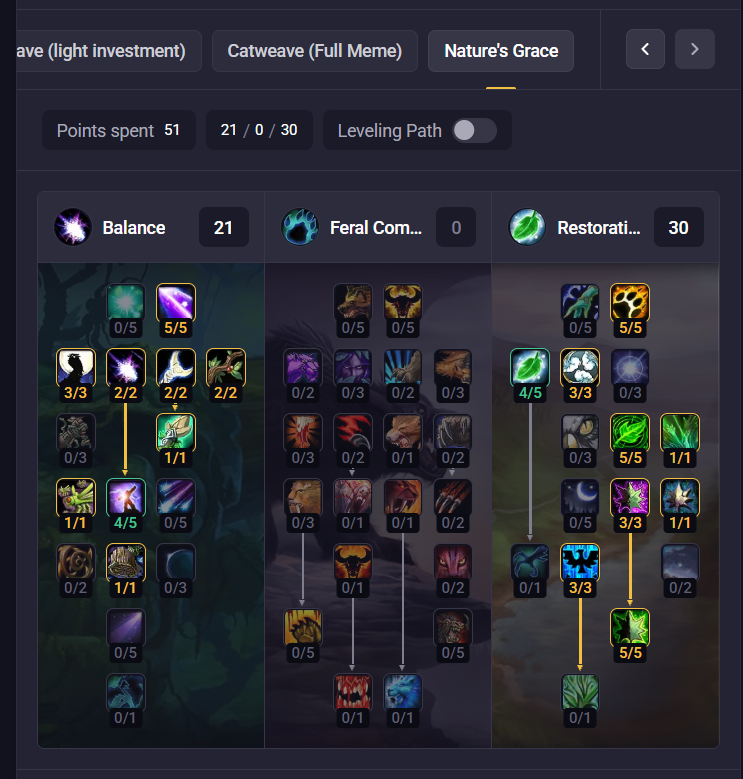 ave (light investment) Catweave (Full Meme) Nature's Grace
Points spent 51 21 / 0 / 30 Leveling Path
Balance 21 Feral Com... 0 Restorati... 30
0/5 5/5 0/5 0/5 0/5 5/5
3/3 2/2 2/2 2/2 0/2 0/3 0/2 0/3 4/5 3/3 0/3
0/3 1/1 0/3 0/2 0/1 0/2 0/3 5/5 1/1
1/1 4/5 0/5 0/3 0/1 0/1 0/2 0/5 3/3 1/1
0/2 1/1 0/3 0/1 0/2 0/1 3/3 0/2
0/5 0/5 0/5 5/5
0/1 0/1 0/1 0/1